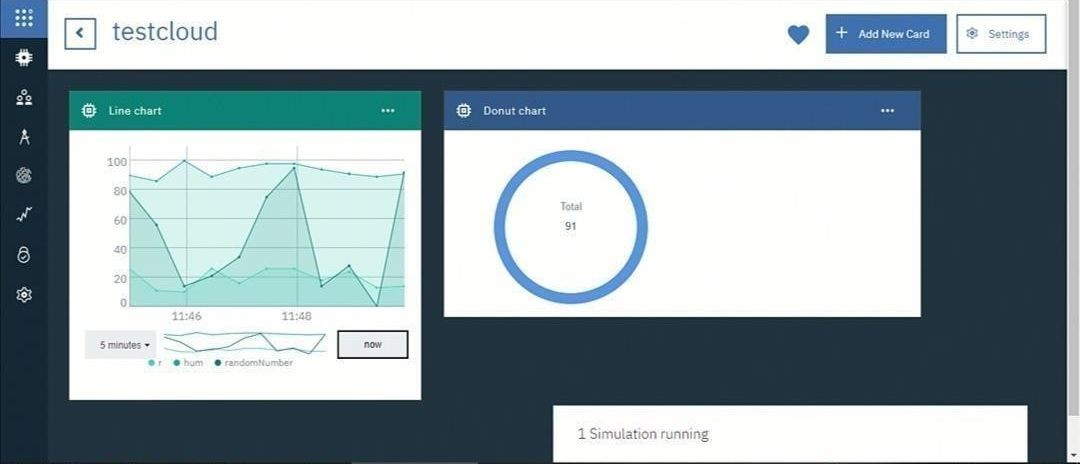 testcloud
Add New Card
Settings
Line chart
Donut chart
100
80
60
40
20
0
11:46
11:48
5 minutes
now
r
hum
randomNumber
Total
91
1 Simulation running